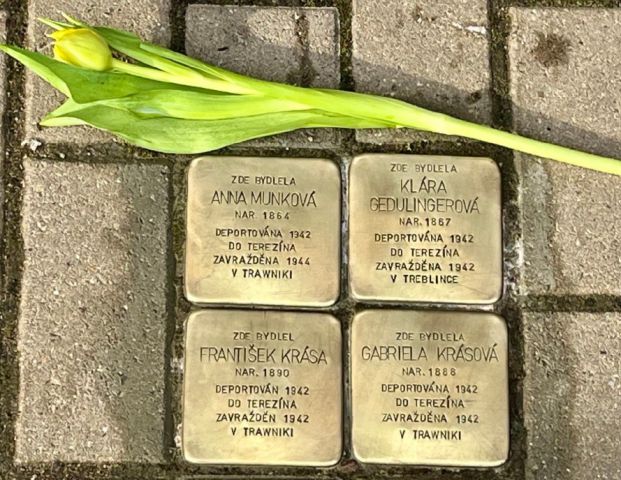 ZDE BYDLELA
ANNA MUNKOVÁ
NAR. 1864
DEPORTOVÁNA 1942
DO TEREZÍNA
ZAVRAŽDĚNA 1944
V TRAWNIKI
ZDE BYDLELA
KLÁRA
GEDULINGEROVÁ
NAR. 1867
DEPORTOVÁNA 1942
DO TEREZÍNA
ZAVRAŽDĚNA 1942
V TREBLINCE
ZDE BYDLEL
FRANTIŠEK KRÁSA
NAR. 1890
DEPORTOVÁN 1942
DO TEREZÍNA
ZAVRAŽDĚN 1942
V TRAWNIKI
ZDE BYDLELA
GABRIELA KRÁSOVÁ
NAR. 1888
DEPORTOVÁNA 1942
DO TEREZÍNA
ZAVRAŽDĚNA 1942
V TRAWNIKI